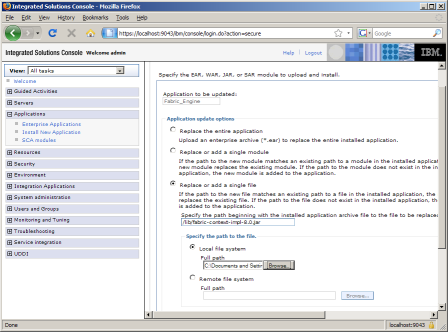 Integrated Solutions Console - Mozilla Firefox
File Edit View History Bookmarks Tools Help
https://localhost:9043/ibm/console/login.do?action=secure
Google
Integrated Solutions Console Welcome admin
Help | Logout
IBM.
View: All tasks
Welcome
Guided Activities
Servers
Applications
Enterprise Applications
Install New Application
SCA modules
Resources
Security
Environment
Integration Applications
System administration
Users and Groups
Monitoring and Tuning
Troubleshooting
Service integration
UDDI
Specify the EAR, WAR, JAR, or SAR module to upload and install.
Application to be updated:
Fabric_Engine
Application update options
Replace the entire application
Upload an enterprise archive (*.ear) to replace the entire installed application.
Replace or add a single module
If the path to the new module matches an existing path to a module in the installed applicat
new module replaces the existing module. If the path to the module does not exist in the in
application, the new module is added to the application.
Replace or add a single file
If the path to the new file matches an existing path to a file in the installed application, the
replaces the existing file. If the path to the file does not exist in the installed application, th
is added to the application.
Specify the path beginning with the installed application archive file to the file to be replaced
/lib/fabric-context-impl-8.0.jar
Specify the path to the file.
Local file system
Full path
C:\Documents and Settin
Browse...
Remote file system
Full path
Browse...
Done
localhost:9043